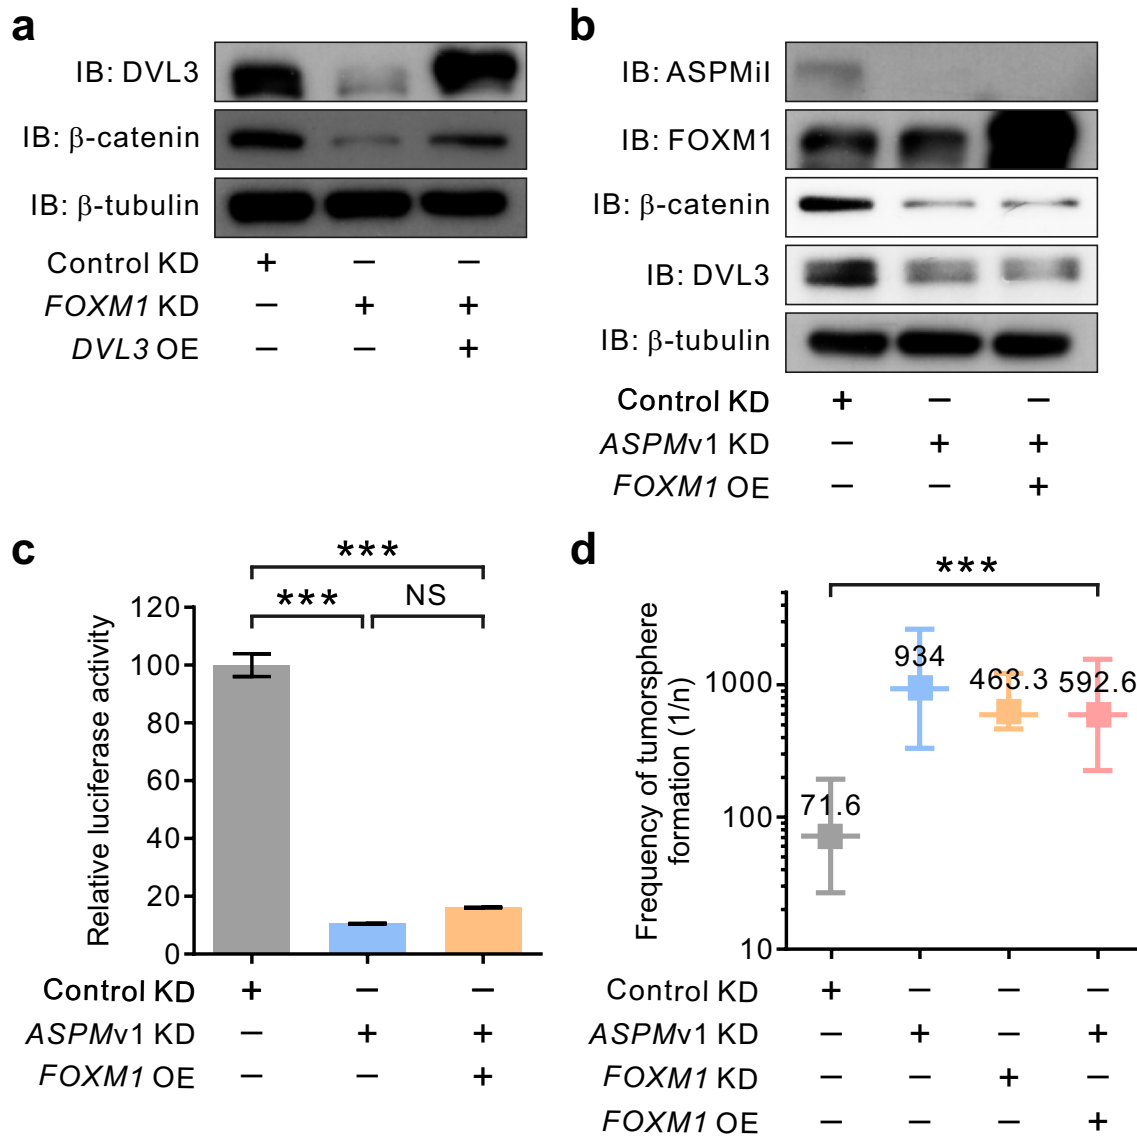 a
IB: DVL3
IB: β-catenin
IB: β-tubulin
Control KD + − −
FOXM1 KD − + +
DVL3 OE − − +
b
IB: ASPMiI
IB: FOXM1
IB: β-catenin
IB: DVL3
IB: β-tubulin
Control KD + − −
ASPMv1 KD − + +
FOXM1 OE − − +
c
***
*** NS
Relative luciferase activity
120
100
80
60
40
20
0
Control KD + − −
ASPMv1 KD − + +
FOXM1 OE − − +
d
***
Frequency of tumorsphere
formation (1/n)
1000
100
10
71.6
934
463.3
592.6
Control KD + − − −
ASPMv1 KD − + − +
FOXM1 KD − − + −
FOXM1 OE − − − +